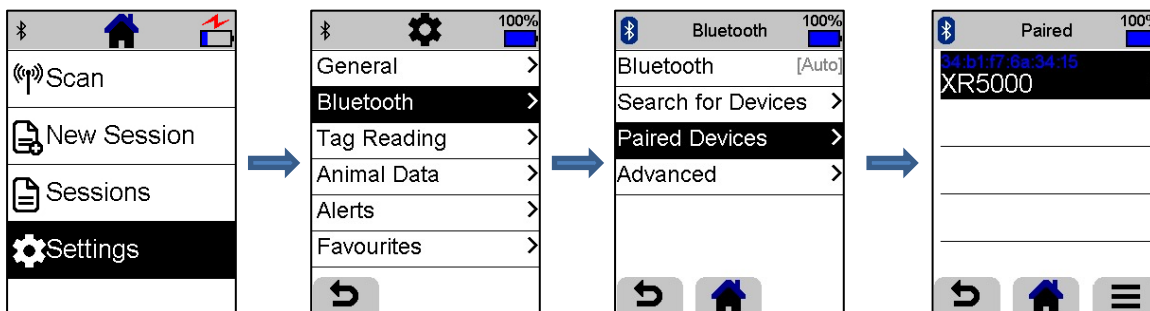 Scan
New Session
Sessions
Settings
100%
General
Bluetooth
Tag Reading
Animal Data
Alerts
Favourites
Bluetooth
100%
Bluetooth [Auto]
Search for Devices
Paired Devices
Advanced
Paired
100%
34:b1:f7:6a:34:15
XR5000